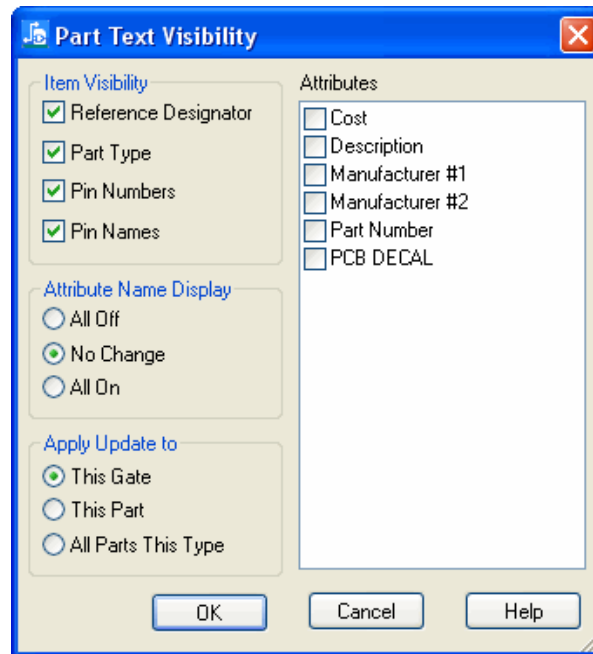 Part Text Visibility
Item Visibility
Reference Designator
Part Type
Pin Numbers
Pin Names
Attribute Name Display
All Off
No Change
All On
Apply Update to
This Gate
This Part
All Parts This Type
Attributes
Cost
Description
Manufacturer #1
Manufacturer #2
Part Number
PCB DECAL
OK
Cancel
Help